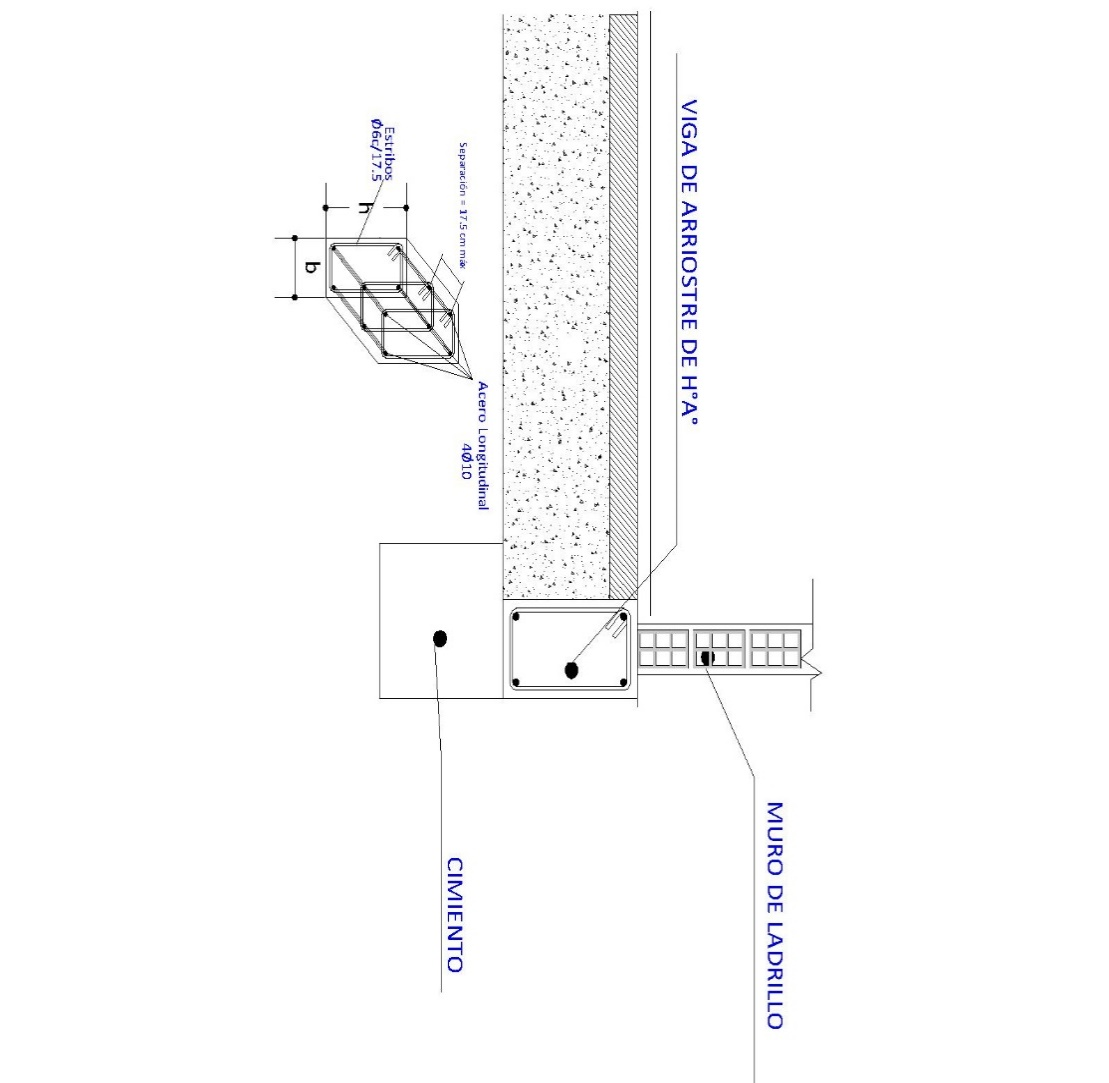 VIGA DE ARRIOSTRE DE H°A°
MURO DE LADRILLO
Separación = 17.5 cm máx
Estribos
Ø6c/17.5
h
b
Acero Longitudinal
4Ø10
CIMIENTO